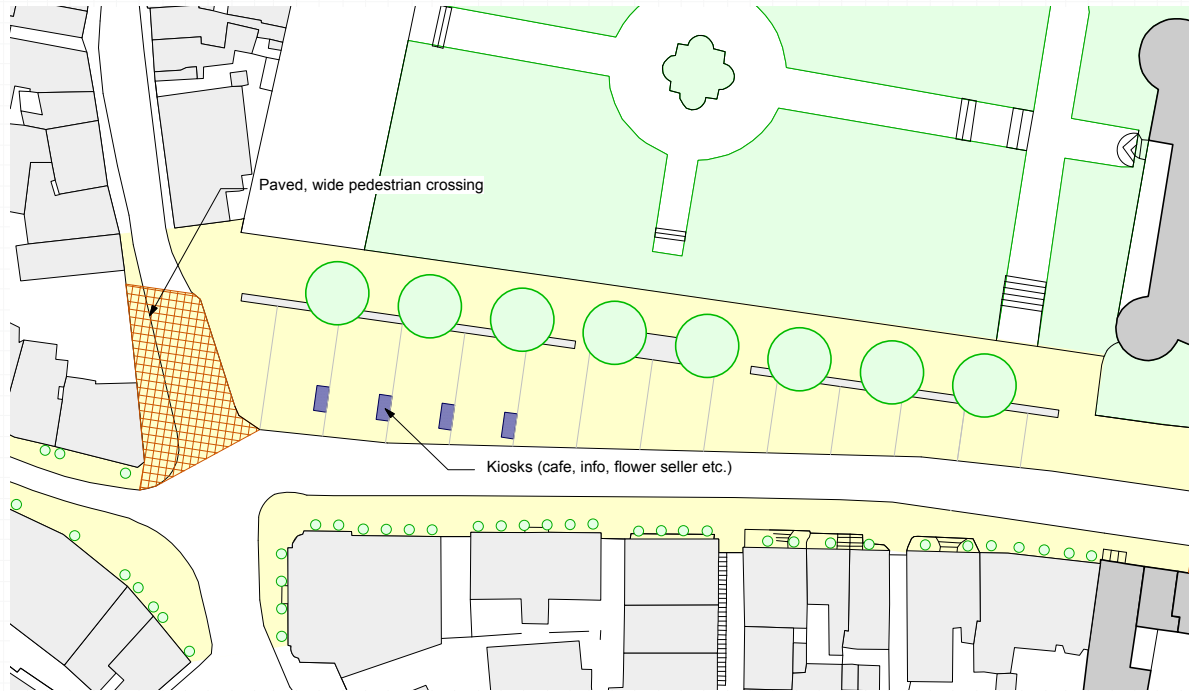 Paved, wide pedestrian crossing
Kiosks (cafe, info, flower seller etc.)